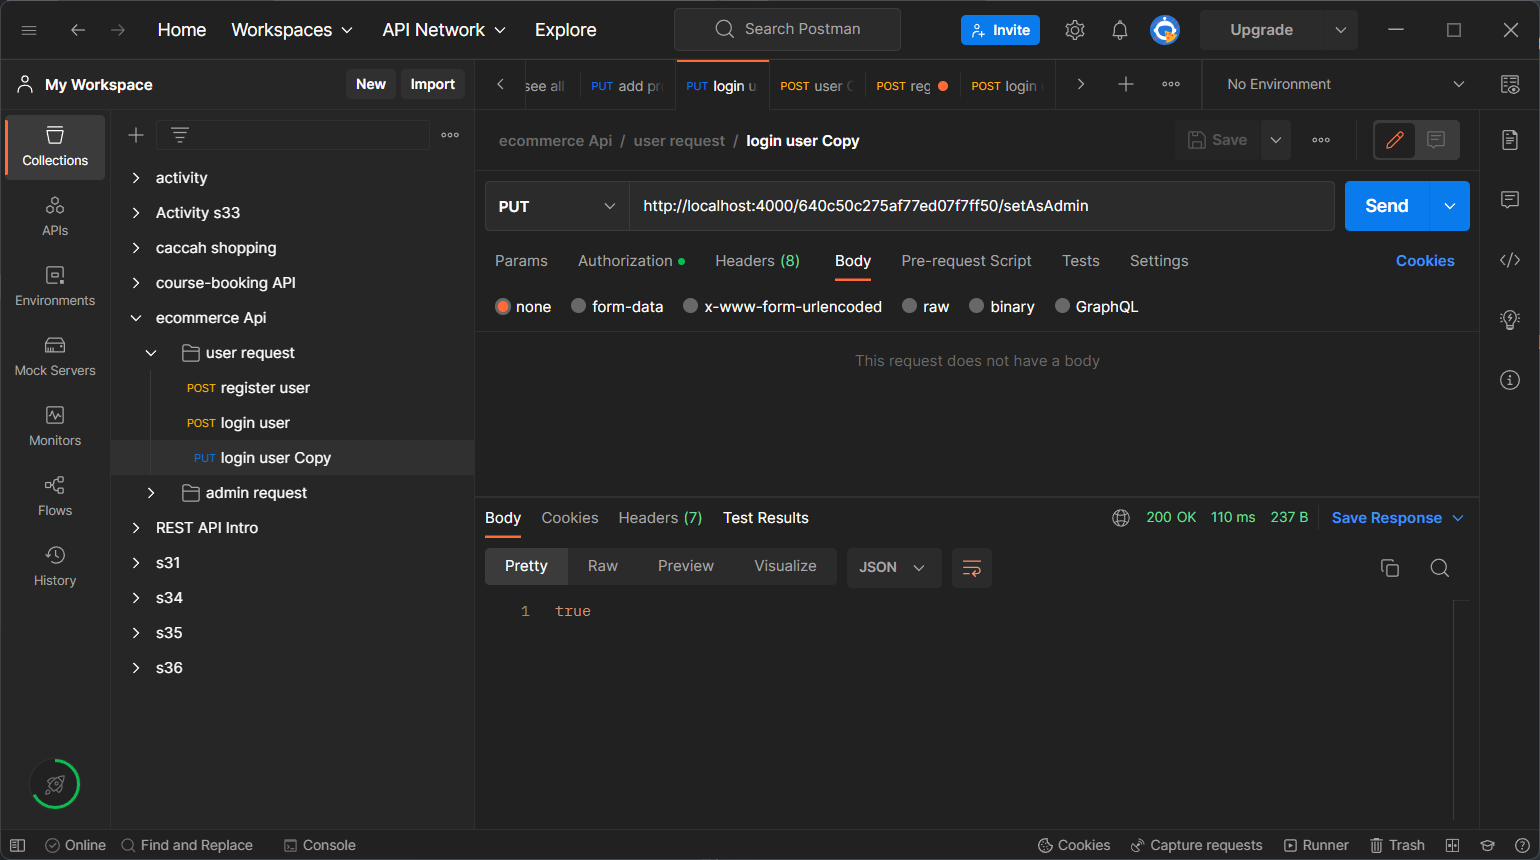 Home Workspaces API Network Explore Search Postman Invite Upgrade
My Workspace New Import
see all PUT add pr PUT login u POST user C POST reg POST login No Environment
Collections
APIs
Environments
Mock Servers
Monitors
Flows
History
activity
Activity s33
caccah shopping
course-booking API
ecommerce Api
user request
POST register user
POST login user
PUT login user Copy
admin request
REST API Intro
s31
s34
s35
s36
ecommerce Api / user request / login user Copy Save
PUT http://localhost:4000/640c50c275af77ed07f7ff50/setAsAdmin Send
Params Authorization Headers (8) Body Pre-request Script Tests Settings Cookies
none form-data x-www-form-urlencoded raw binary GraphQL
This request does not have a body
Body Cookies Headers (7) Test Results 200 OK 110 ms 237 B Save Response
Pretty Raw Preview Visualize JSON
1 true
Online Find and Replace Console Cookies Capture requests Runner Trash